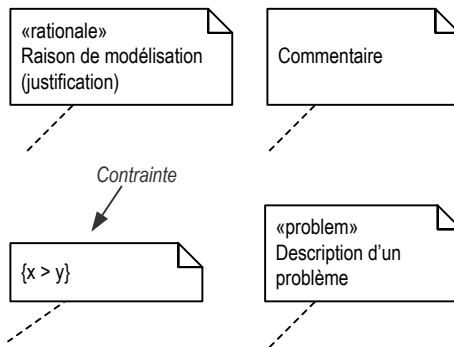 «rationale»
Raison de modélisation
(justification)
Commentaire
Contrainte
{x > y}
«problem»
Description d’un
problème